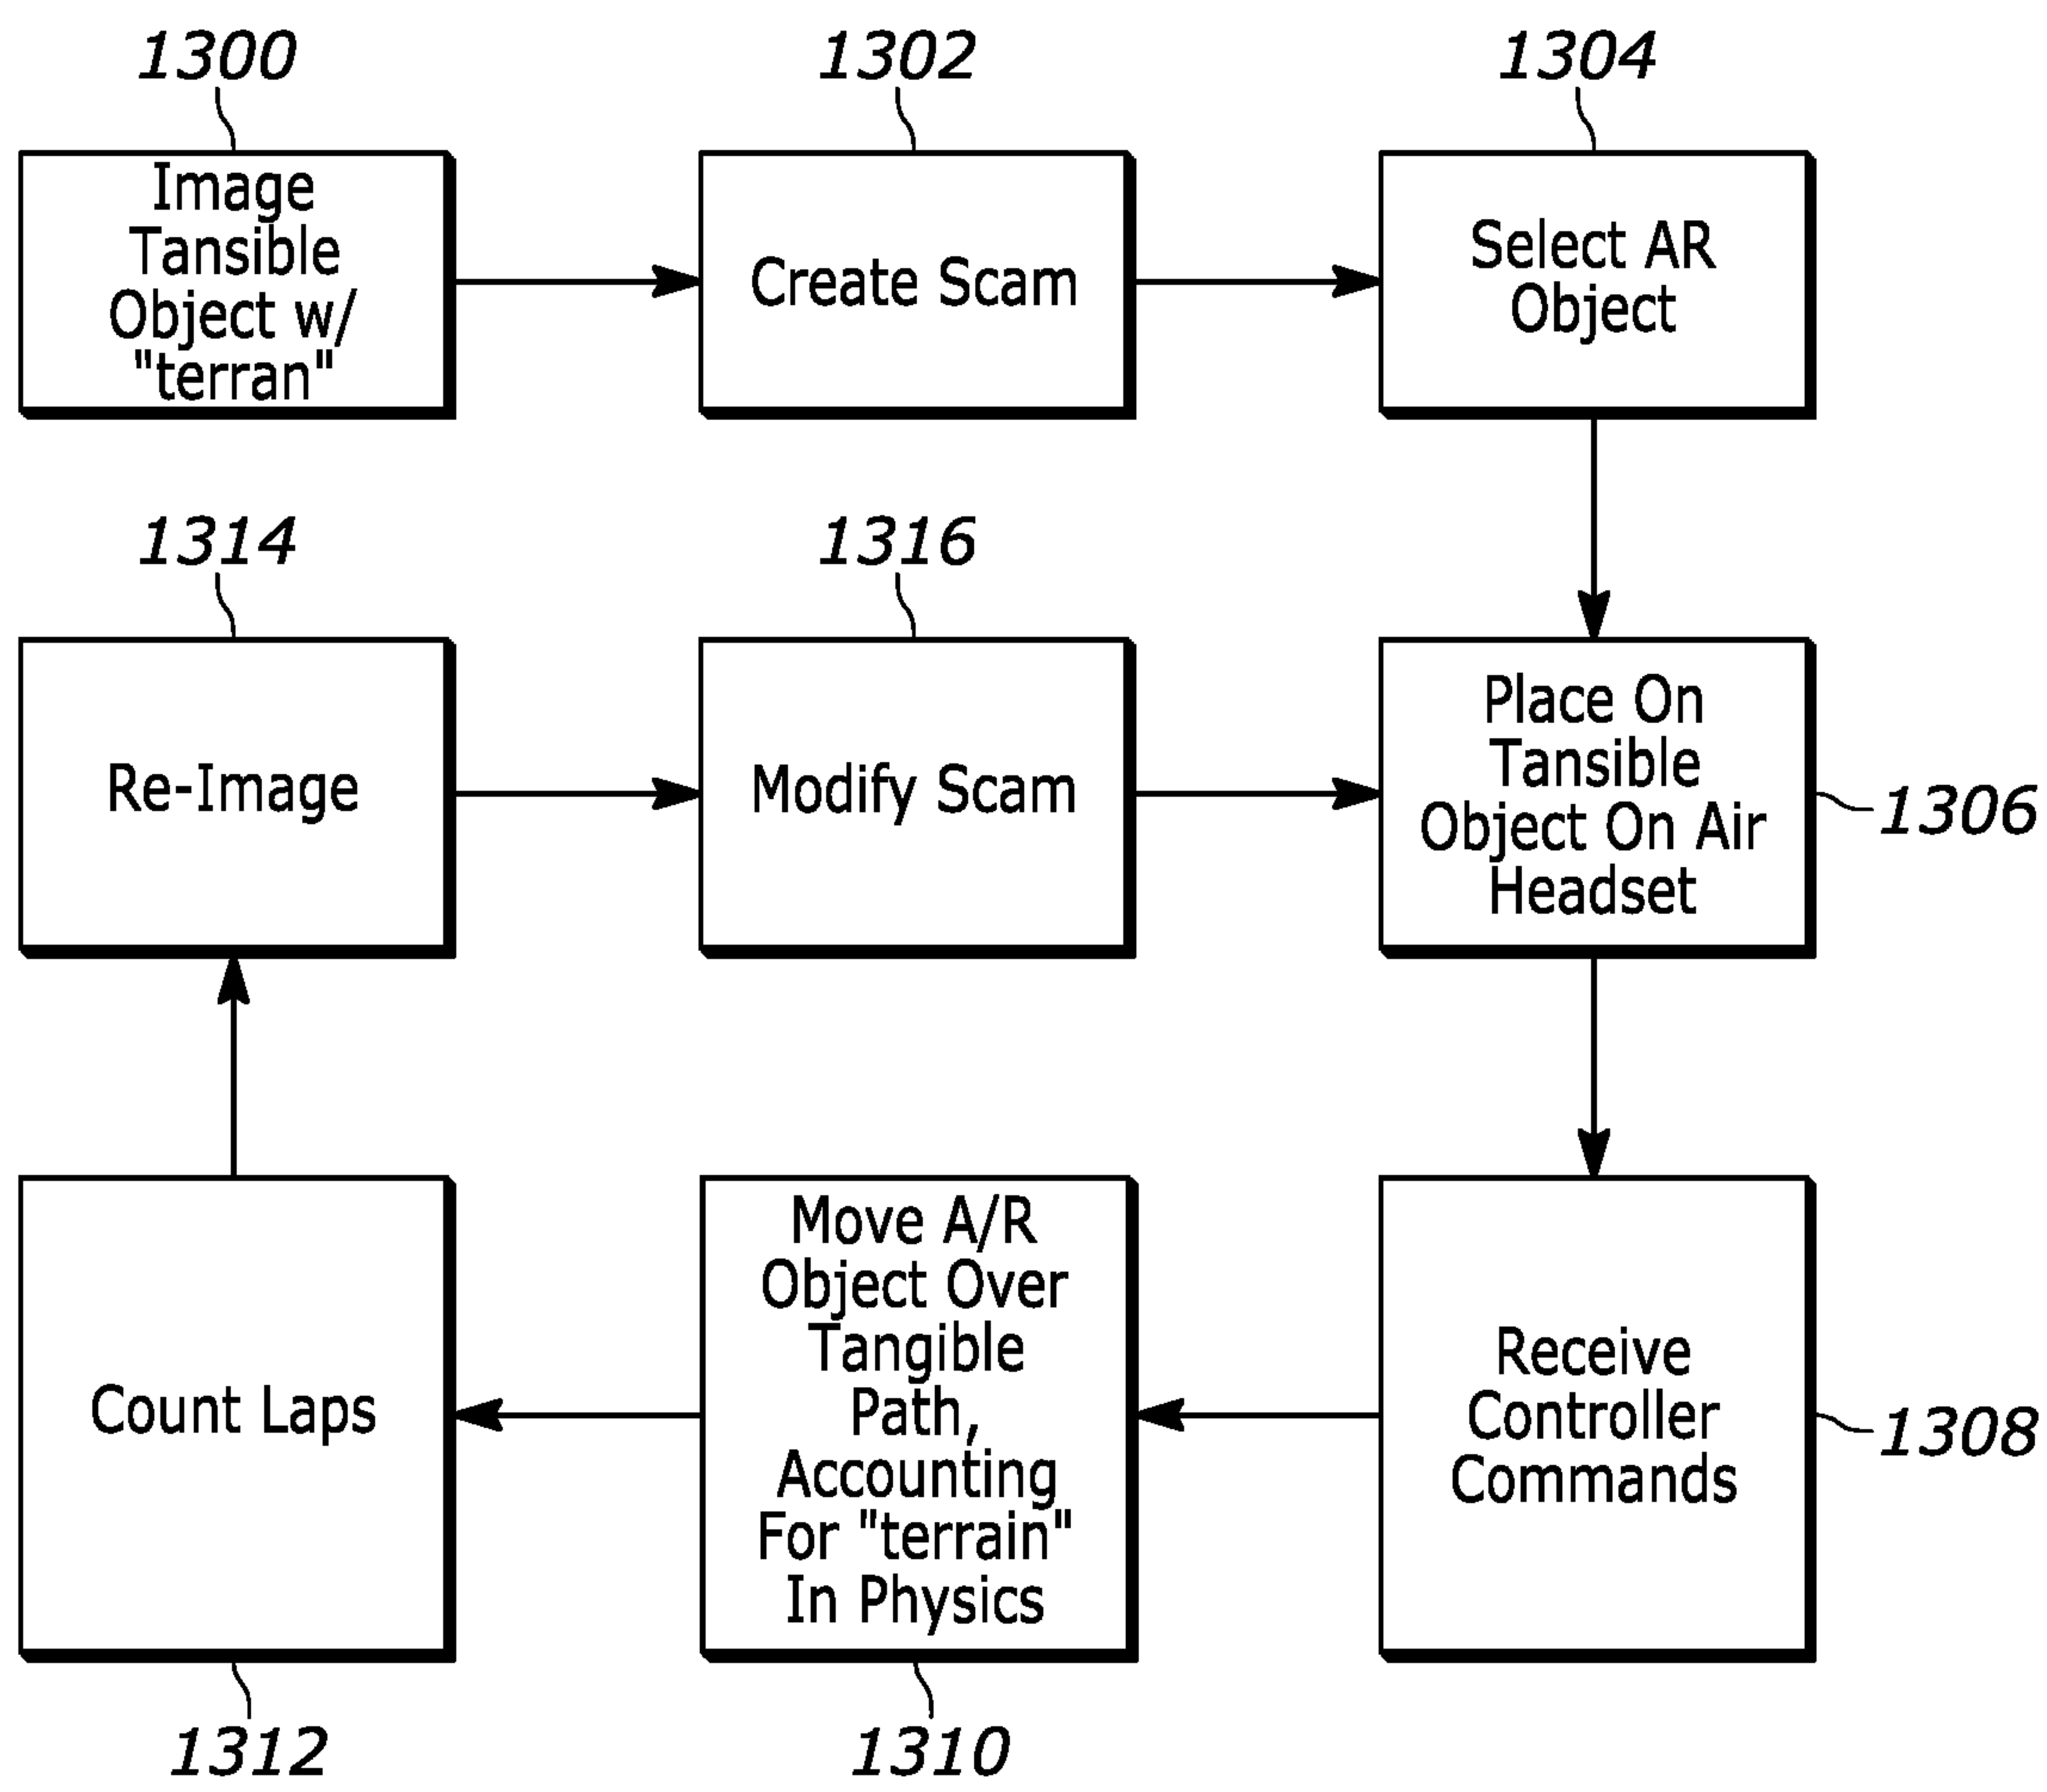 1300
Image
Tansible
Object w/
"terran"
1302
Create Scam
1304
Select AR
Object
1314
Re-Image
1316
Modify Scam
Place On
Tansible
Object On Air
Headset
1306
Count Laps
1312
Move A/R
Object Over
Tangible
Path,
Accounting
For "terrain"
In Physics
1310
Receive
Controller
Commands
1308